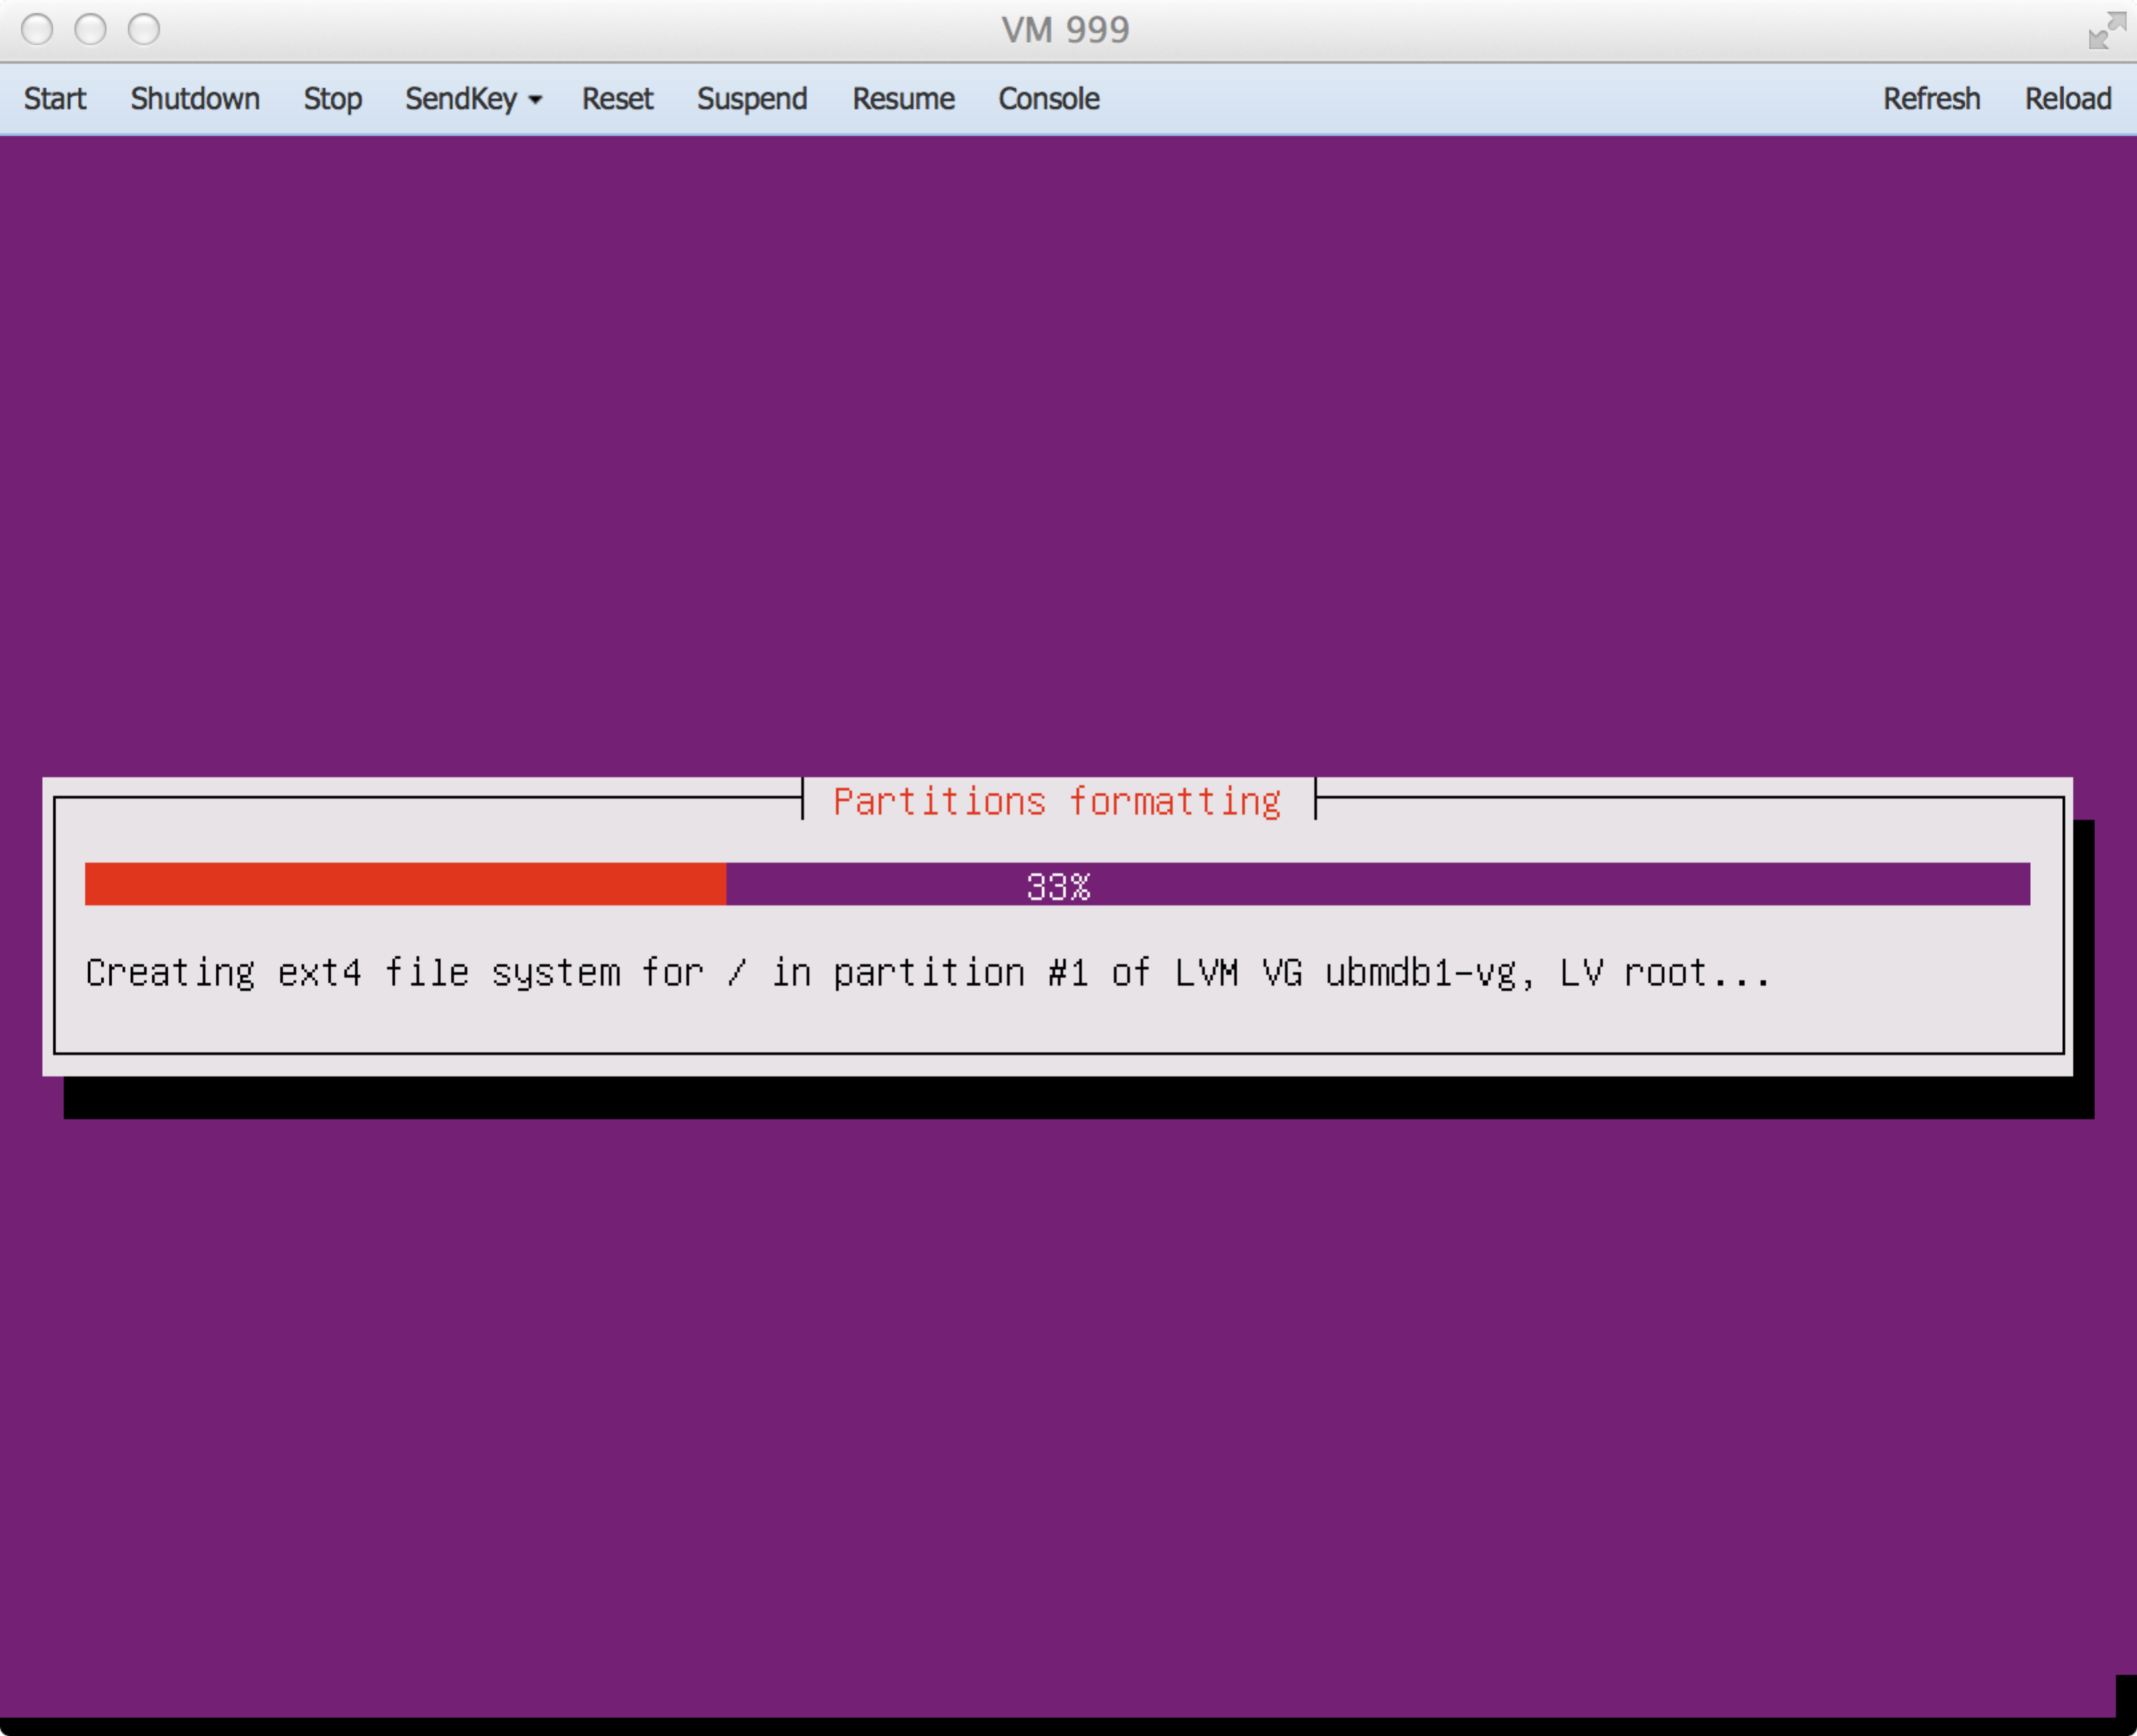 VM 999
Start Shutdown Stop SendKey Reset Suspend Resume Console Refresh Reload
Partitions formatting
33%
Creating ext4 file system for / in partition #1 of LVM VG ubmdb1-vg, LV root...